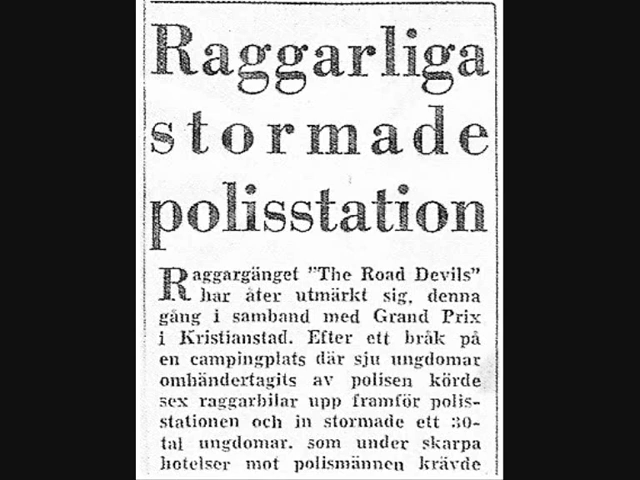 Raggarliga
stormade
polisstation
Raggargänget "The Road Devils"
har åter utmärkt sig, denna
gång i samband med Grand Prix
i Kristianstad. Efter ett bråk på
en campingplats där sju ungdomar
omhändertagits av polisen körde
sex raggarbilar upp framför polis-
stationen och in stormade ett 30-
tal ungdomar. som under skarpa
hotelser mot polismännen krävde